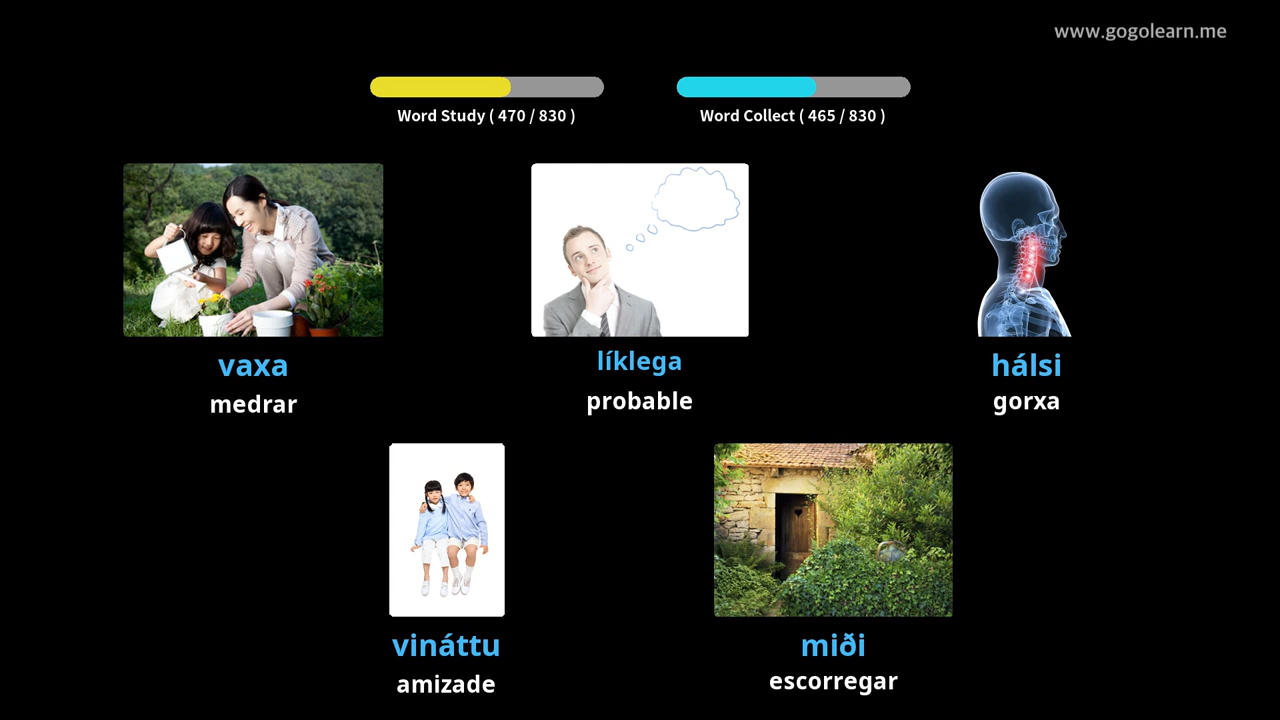 www.gogolearn.me
Word Study ( 470 / 830 )
Word Collect ( 465 / 830 )
vaxa
medrar
líklega
probable
hálsi
gorxa
vináttu
amizade
miði
escorregar